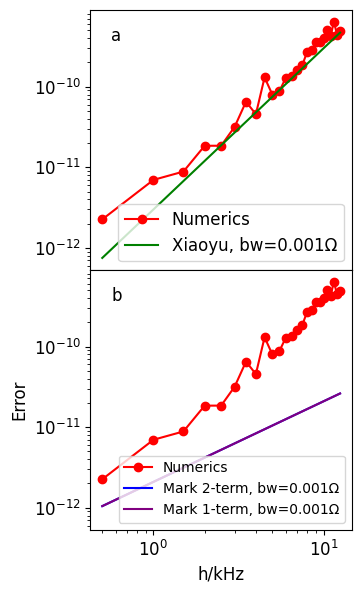 a
10⁻¹⁰
10⁻¹¹
10⁻¹²
Numerics
Xiaoyu, bw=0.001Ω
b
10⁻¹⁰
10⁻¹¹
10⁻¹²
Error
Numerics
Mark 2-term, bw=0.001Ω
Mark 1-term, bw=0.001Ω
10⁰
10¹
h/kHz